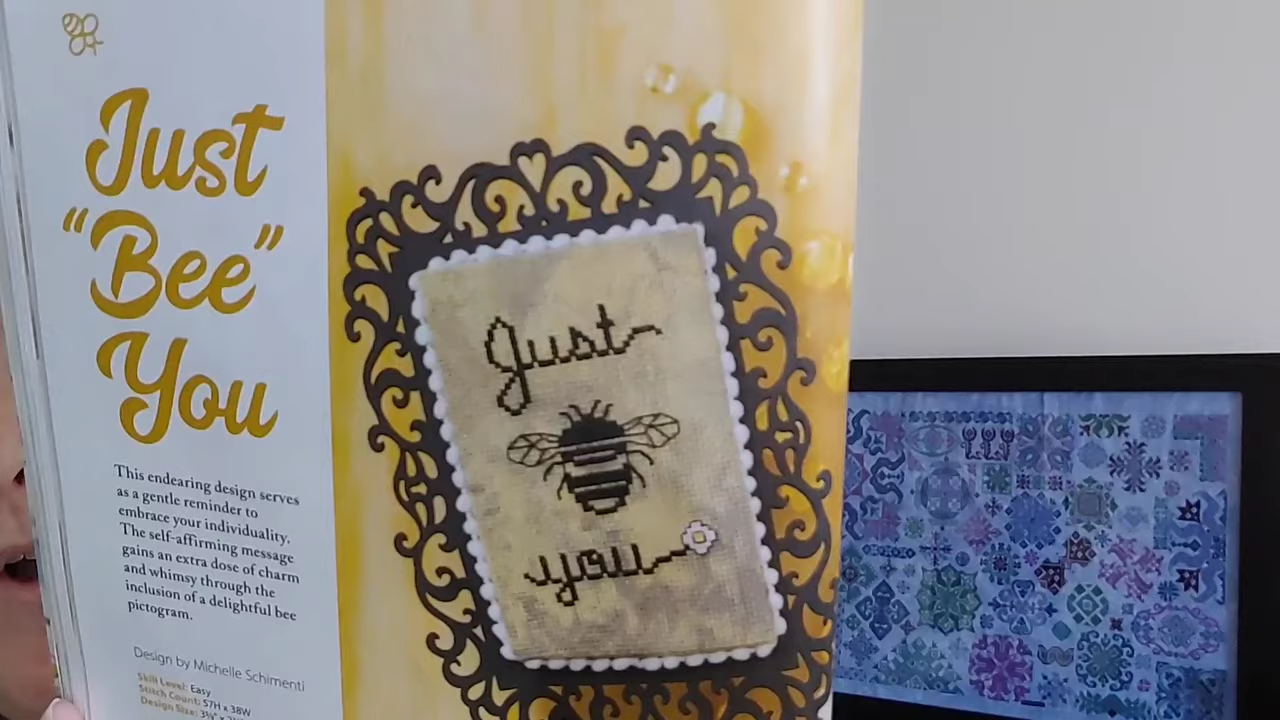 Just
“Bee”
You
This endearing design serves
as a gentle reminder to
embrace your individuality.
The self-affirming message
gains an extra dose of charm
and whimsy through the
inclusion of a delightful bee
pictogram.
Design by Michelle Schimenti
Skill Level: Easy
Stitch Count: 57H x 38W
Design Size:
Just
you